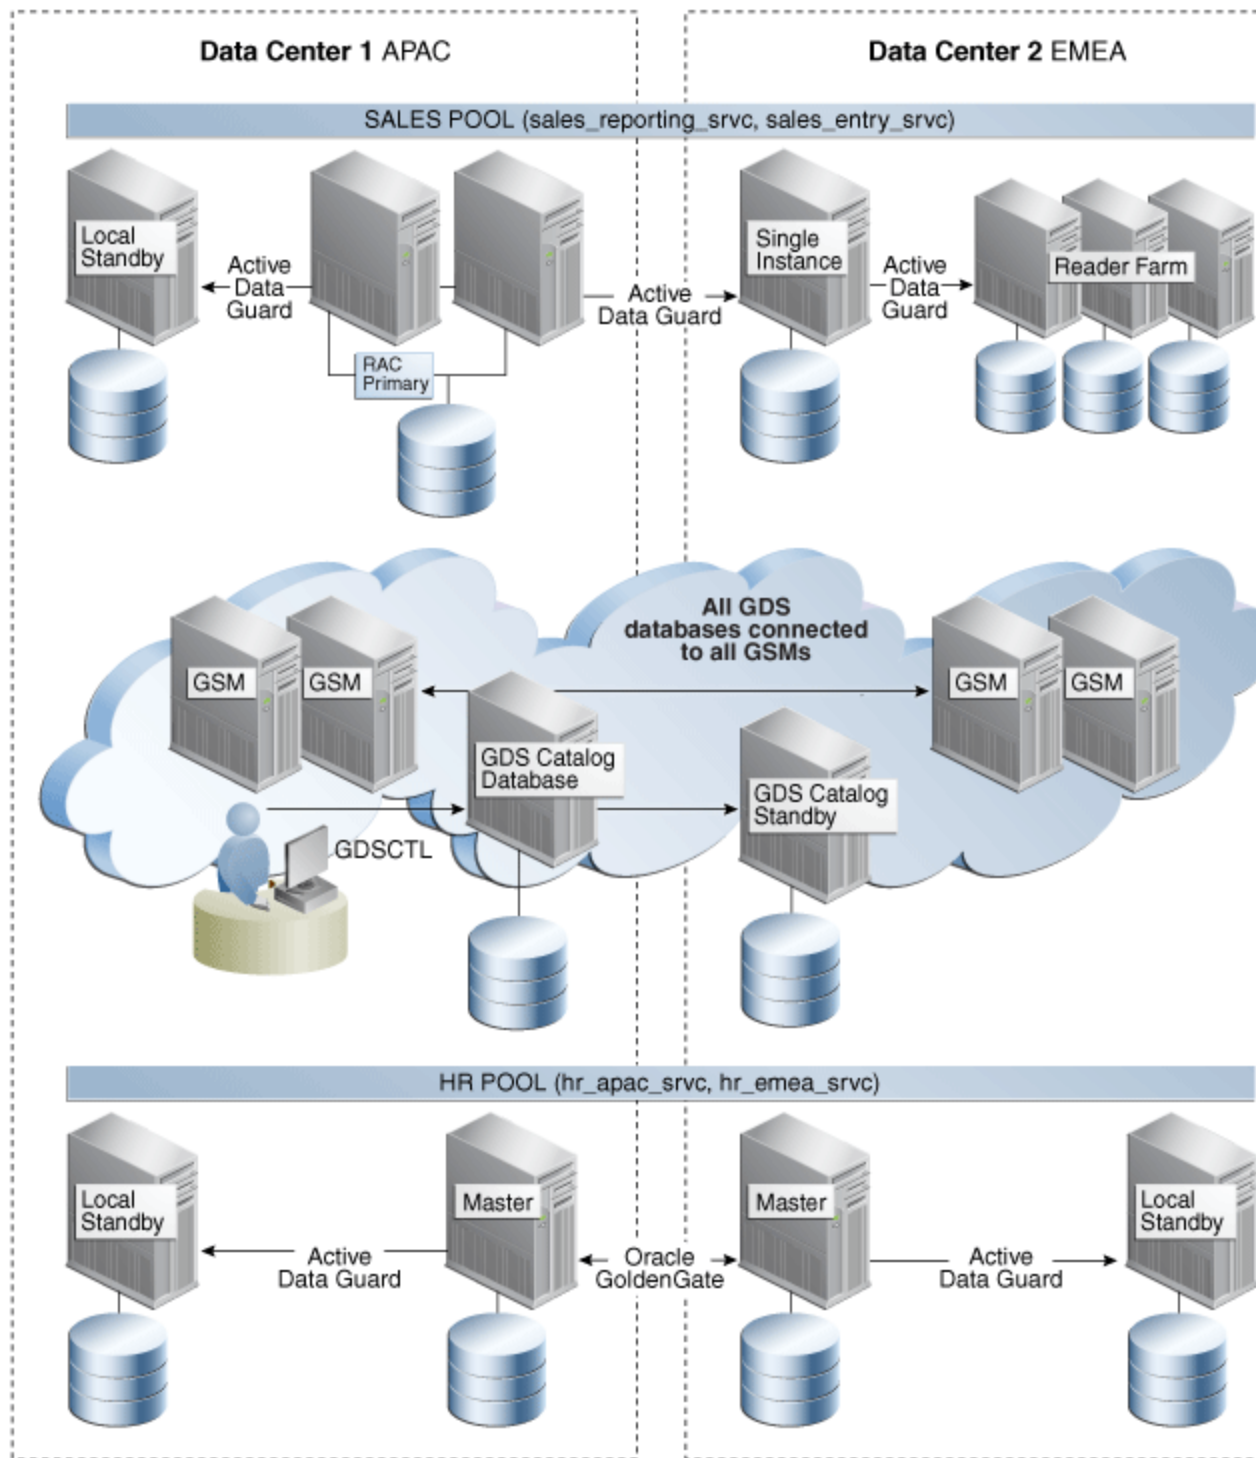 Data Center 1 APAC
Data Center 2 EMEA
SALES POOL (sales_reporting_srvc, sales_entry_srvc)
Local
Standby
Active
Data
Guard
RAC
Primary
Active
Data Guard
Single
Instance
Active
Data
Guard
Reader Farm
All GDS
databases connected
to all GSMs
GSM
GSM
GSM
GSM
GDS Catalog
Database
GDS Catalog
Standby
GDSCTL
HR POOL (hr_apac_srvc, hr_emea_srvc)
Local
Standby
Active
Data Guard
Master
Oracle
GoldenGate
Master
Active
Data Guard
Local
Standby